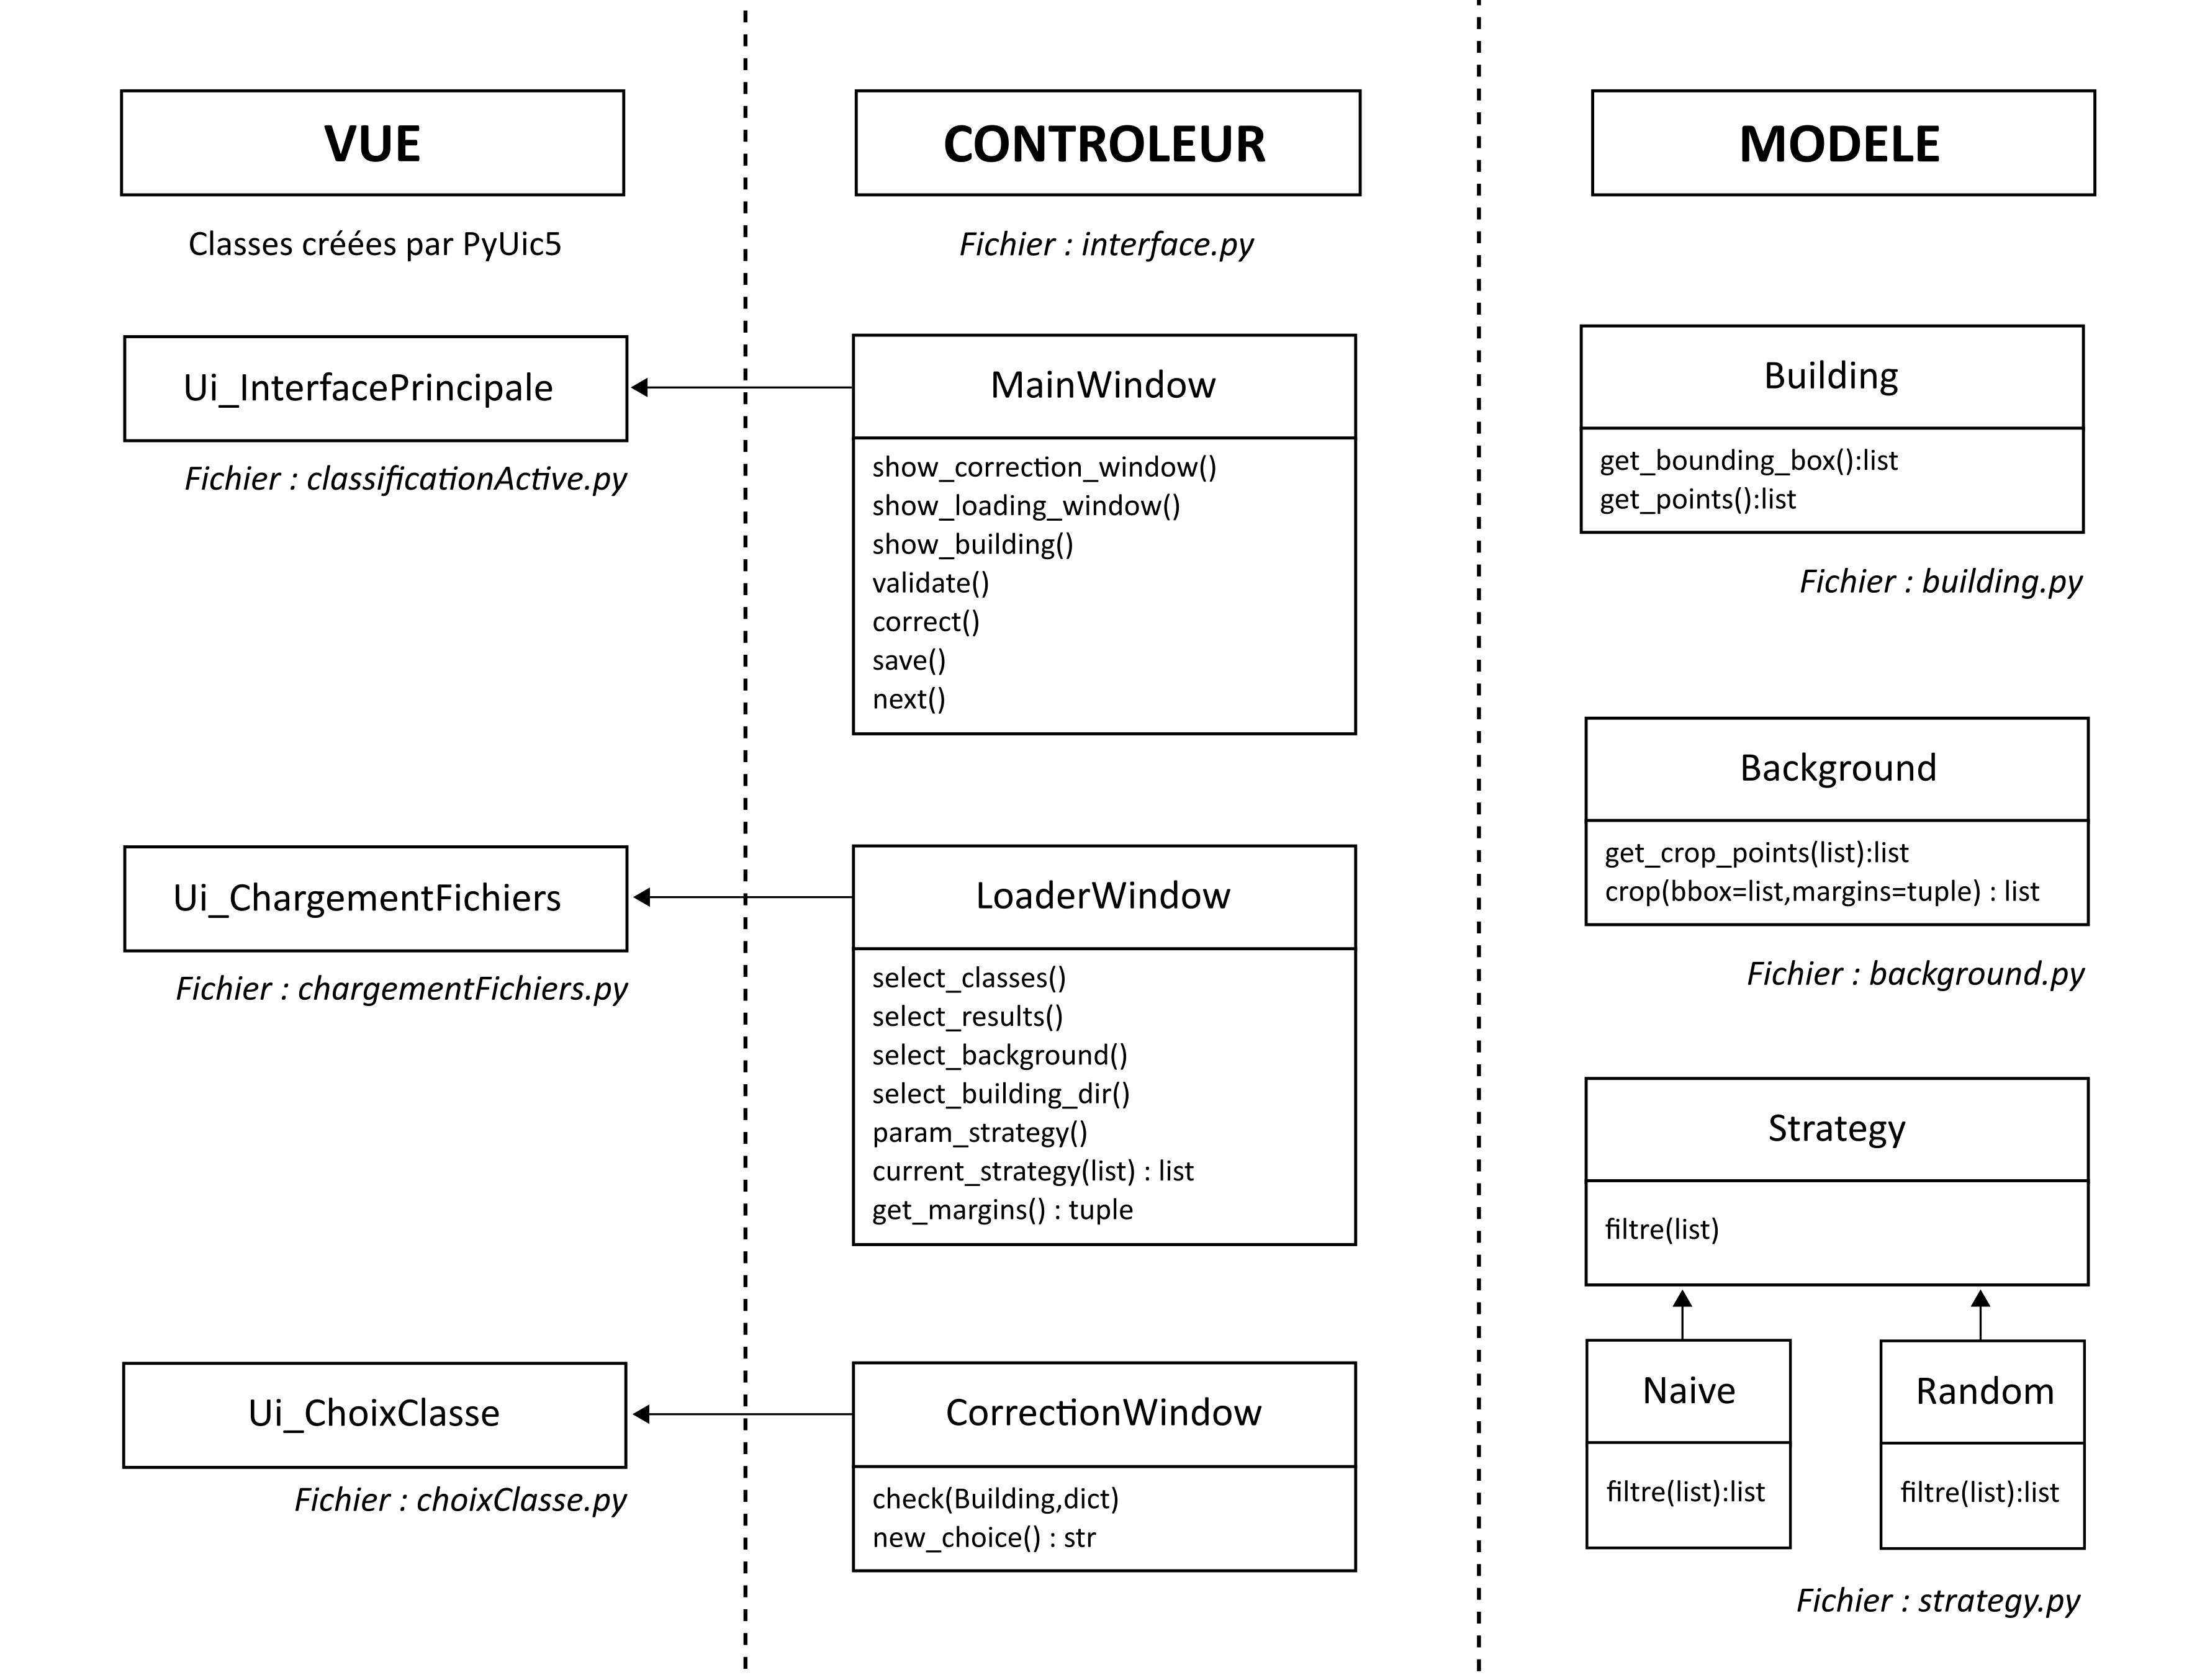 VUE
Classes créées par PyUic5
Ui_InterfacePrincipale
Fichier : classificationActive.py
Ui_ChargementFichiers
Fichier : chargementFichiers.py
Ui_ChoixClasse
Fichier : choixClasse.py
CONTROLEUR
Fichier : interface.py
MainWindow
show_correction_window()
show_loading_window()
show_building()
validate()
correct()
save()
next()
LoaderWindow
select_classes()
select_results()
select_background()
select_building_dir()
param_strategy()
current_strategy(list) : list
get_margins() : tuple
CorrectionWindow
check(Building,dict)
new_choice() : str
MODELE
Building
get_bounding_box():list
get_points():list
Fichier : building.py
Background
get_crop_points(list):list
crop(bbox=list,margins=tuple) : list
Fichier : background.py
Strategy
filtre(list)
Naive
filtre(list):list
Random
filtre(list):list
Fichier : strategy.py